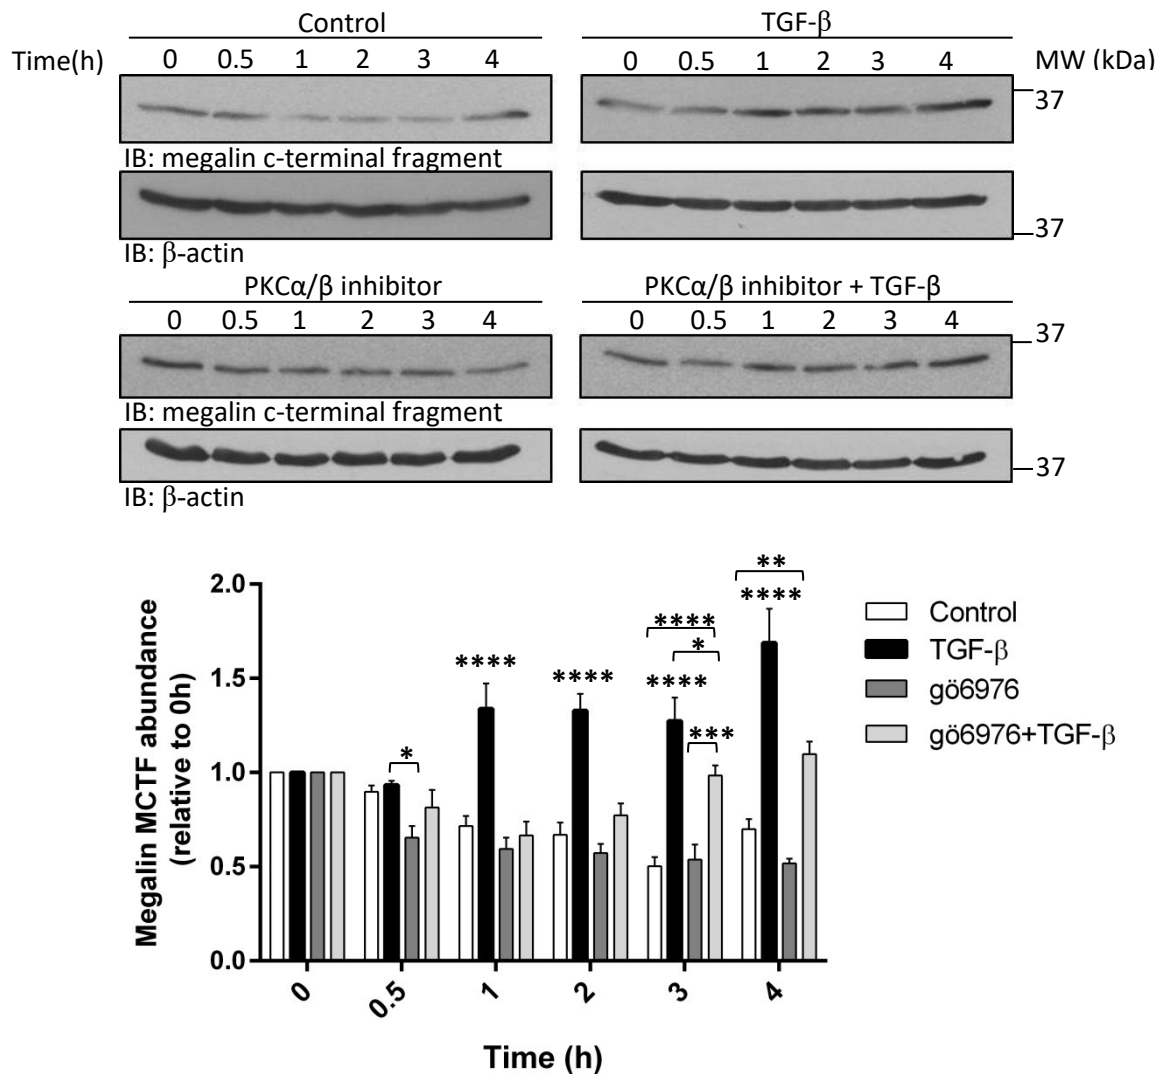 Control TGF-β
Time(h) 0 0.5 1 2 3 4 0 0.5 1 2 3 4 MW (kDa)
37
IB: megalin c-terminal fragment
37
IB: β-actin
PKCα/β inhibitor PKCα/β inhibitor + TGF-β
0 0.5 1 2 3 4 0 0.5 1 2 3 4
37
IB: megalin c-terminal fragment
37
IB: β-actin
Megalin MCTF abundance
(relative to 0h)
2.0
1.5
1.0
0.5
0.0
*
****
****
****
*
****
***
**
****
Control
TGF-β
gö6976
gö6976+TGF-β
0 0.5 1 2 3 4
Time (h)